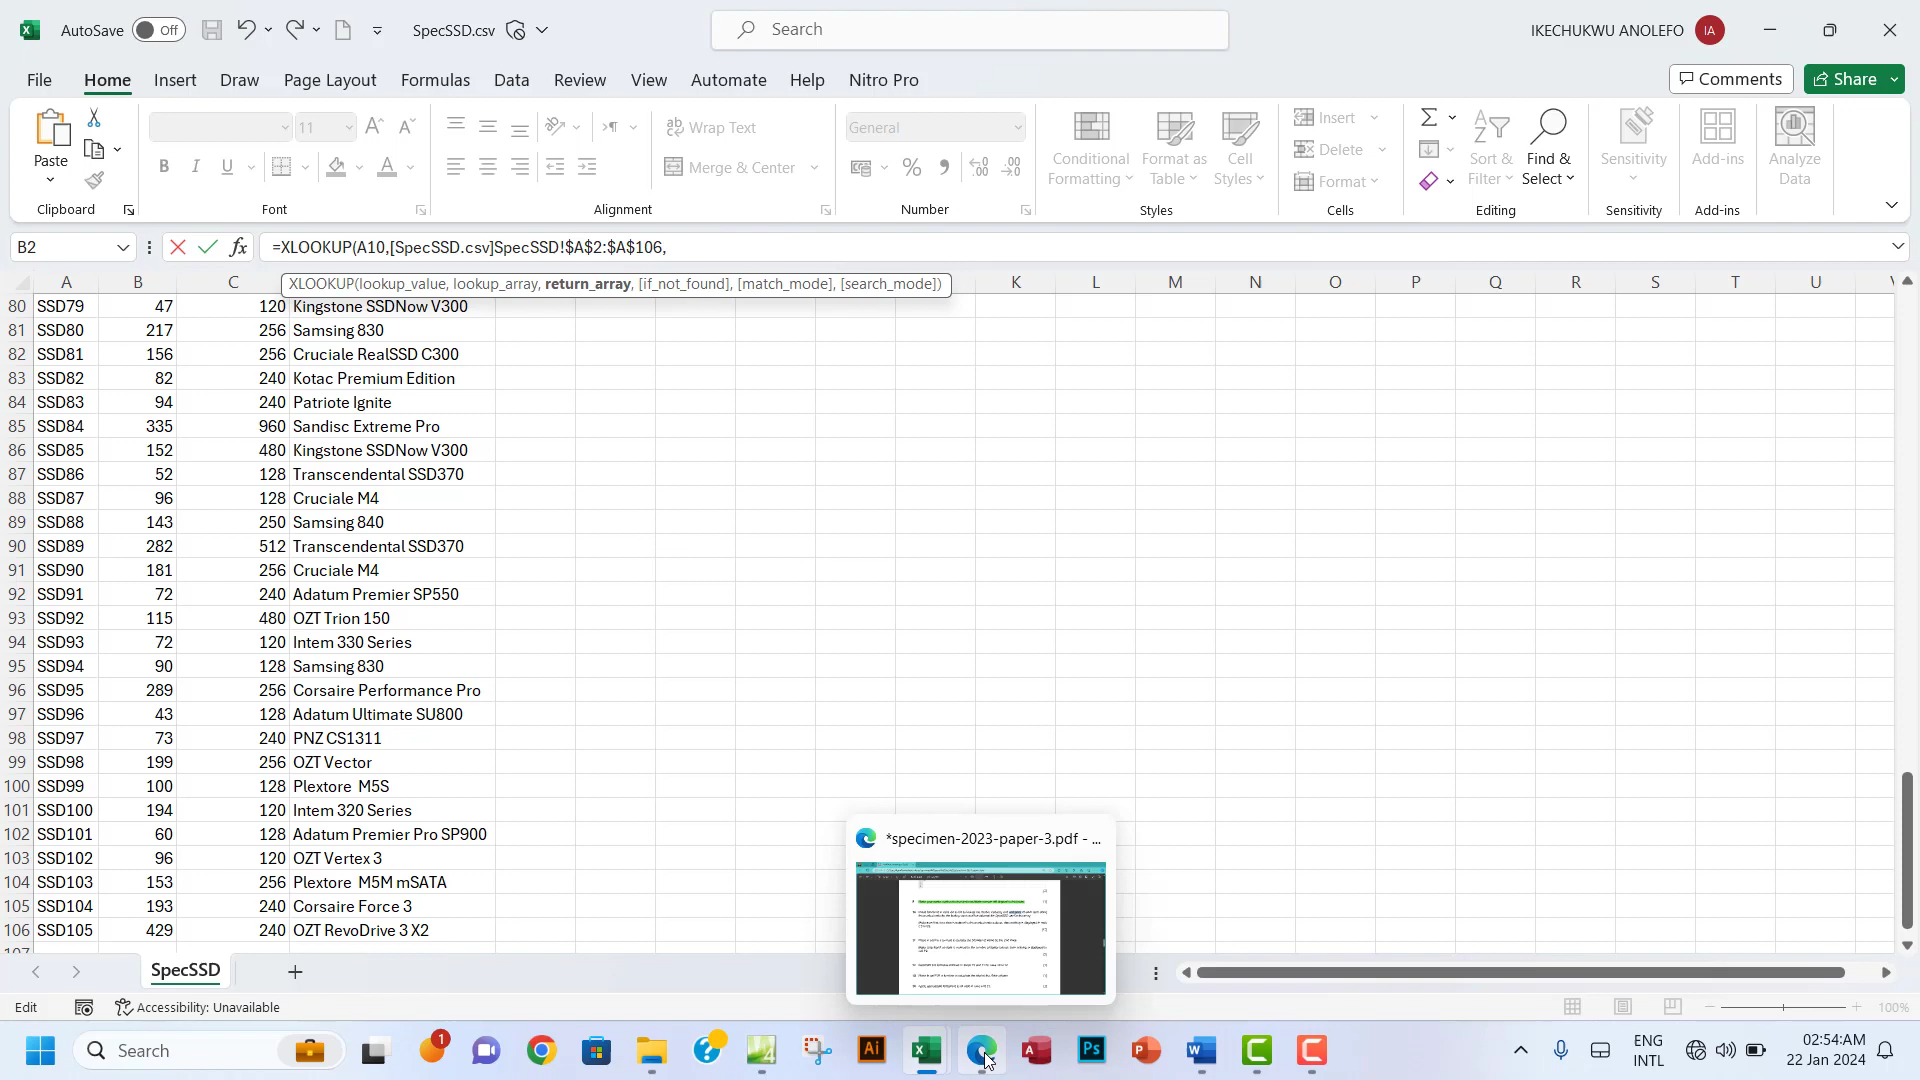 AutoSave Off SpecSSD.csv Search IKECHUKWU ANOLEFO IA
File Home Insert Draw Page Layout Formulas Data Review View Automate Help Nitro Pro Comments Share
Paste 11 Wrap Text General Conditional Formatting Format as Table Cell Styles Insert Sort & Filter Find & Select Sensitivity Add-ins Analyze Data
B I U Merge & Center Delete
Format
Clipboard Font Alignment Number Styles Cells Editing Sensitivity Add-ins
B2 fx =XLOOKUP(A10,[SpecSSD.csv]SpecSSD!$A$2:$A$106,
A B C K L M N O P Q R S T U
XLOOKUP(lookup_value, lookup_array, return_array, [if_not_found], [match_mode], [search_mode])
80 SSD79 47 120 Kingstone SSDNow V300
81 SSD80 217 256 Samsing 830
82 SSD81 156 256 Cruciale RealSSD C300
83 SSD82 82 240 Kotac Premium Edition
84 SSD83 94 240 Patriote Ignite
85 SSD84 335 960 Sandisc Extreme Pro
86 SSD85 152 480 Kingstone SSDNow V300
87 SSD86 52 128 Transcendental SSD370
88 SSD87 96 128 Cruciale M4
89 SSD88 143 250 Samsing 840
90 SSD89 282 512 Transcendental SSD370
91 SSD90 181 256 Cruciale M4
92 SSD91 72 240 Adatum Premier SP550
93 SSD92 115 480 OZT Trion 150
94 SSD93 72 120 Intem 330 Series
95 SSD94 90 128 Samsing 830
96 SSD95 289 256 Corsaire Performance Pro
97 SSD96 43 128 Adatum Ultimate SU800
98 SSD97 73 240 PNZ CS1311
99 SSD98 199 256 OZT Vector
100 SSD99 100 128 Plextore M5S
101 SSD100 194 120 Intem 320 Series
102 SSD101 60 128 Adatum Premier Pro SP900
103 SSD102 96 120 OZT Vertex 3
104 SSD103 153 256 Plextore M5M mSATA
105 SSD104 193 240 Corsaire Force 3
106 SSD105 429 240 OZT RevoDrive 3 X2
*specimen-2023-paper-3.pdf - ...
SpecSSD
Edit Accessibility: Unavailable 100%
Search 1 Ai Ps ENG INTL 02:54:AM 22 Jan 2024